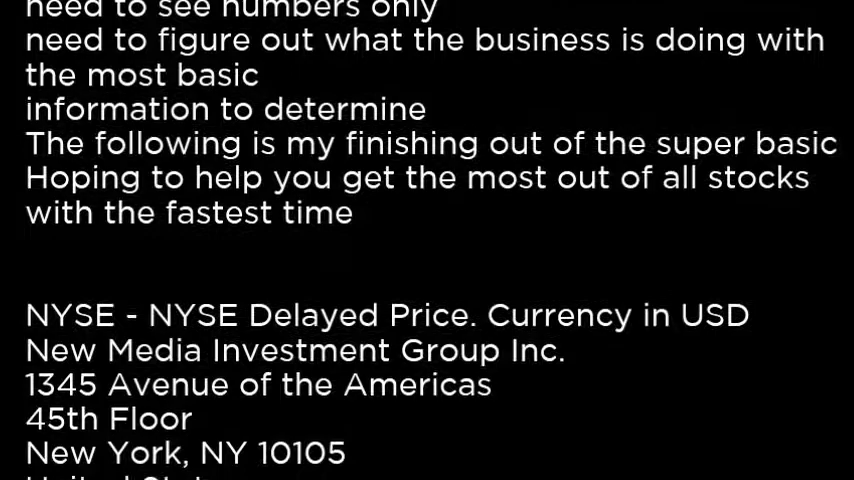 need to see numbers only
need to figure out what the business is doing with
the most basic
information to determine
The following is my finishing out of the super basic
Hoping to help you get the most out of all stocks
with the fastest time
NYSE - NYSE Delayed Price. Currency in USD
New Media Investment Group Inc.
1345 Avenue of the Americas
45th Floor
New York, NY 10105